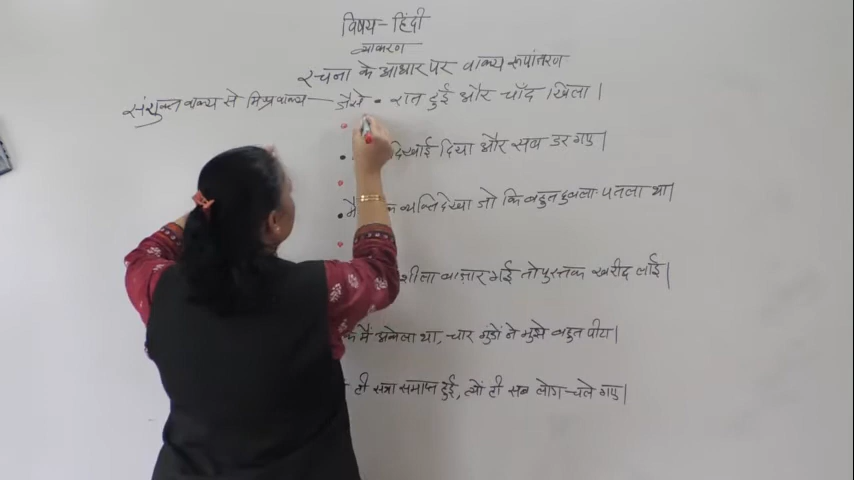 विषय - हिंदी
व्याकरण
रचना के आधार पर वाक्य रूपांतरण
संयुक्त वाक्य से मिश्र वाक्य — जैसे • रात हुई और चाँद खिला।
दिखाई दिया और सब डर गए।
मैं व्यक्ति देखा जो कि बहुत दुबला-पतला था।
शीला बाज़ार गई तो पुस्तक खरीद लाई।
मैं अकेला था, चार गुंडों ने मुझे बहुत पीटा।
ही सभा समाप्त हुई, त्यों ही सब लोग चले गए।